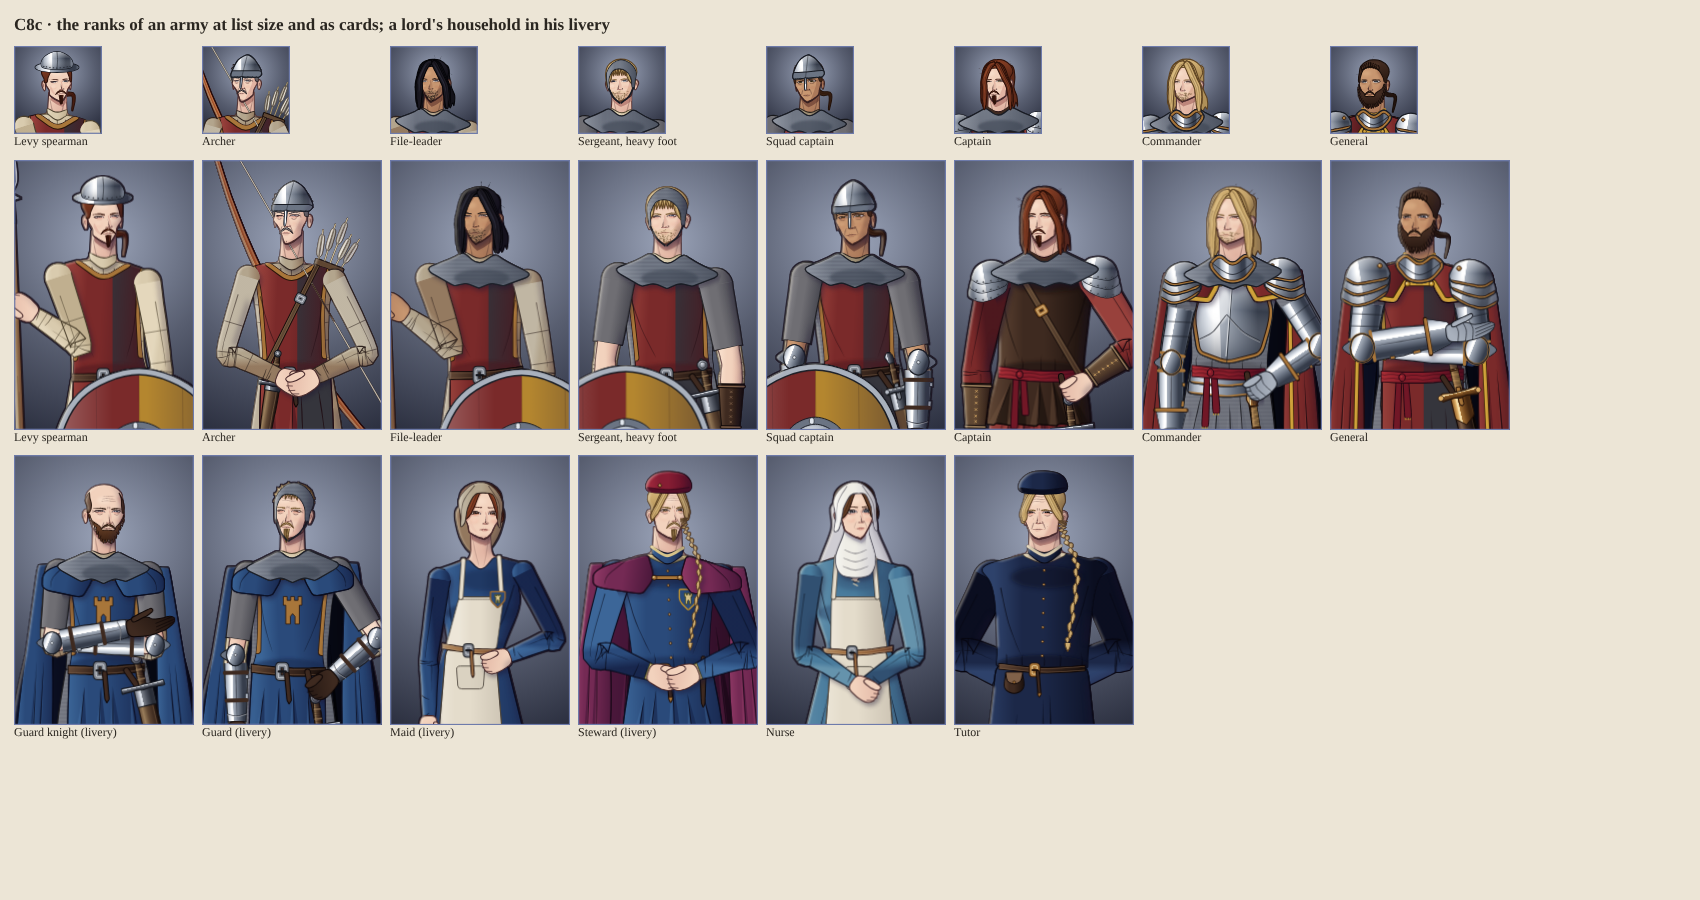 C8c · the ranks of an army at list size and as cards; a lord's household in his livery
Levy spearman
Archer
File-leader
Sergeant, heavy foot
Squad captain
Captain
Commander
General
Levy spearman
Archer
File-leader
Sergeant, heavy foot
Squad captain
Captain
Commander
General
Guard knight (livery)
Guard (livery)
Maid (livery)
Steward (livery)
Nurse
Tutor